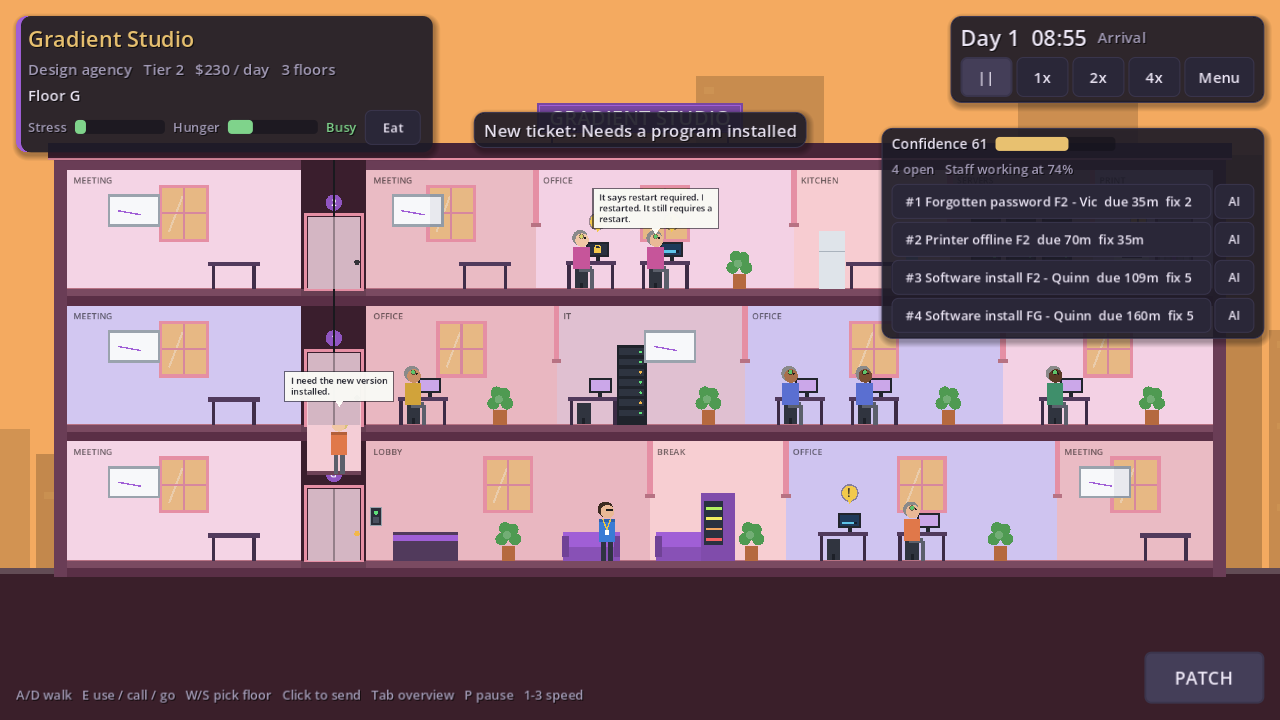 Gradient Studio
Design agency Tier 2 $230 / day 3 floors
Floor G
Stress Hunger Busy Eat
Day 1 08:55 Arrival
|| 1x 2x 4x Menu
GRADIENT STUDIO
New ticket: Needs a program installed
Confidence 61
4 open Staff working at 74%
#1 Forgotten password F2 - Vic due 35m fix 2 AI
#2 Printer offline F2 due 70m fix 35m AI
#3 Software install F2 - Quinn due 109m fix 5 AI
#4 Software install FG - Quinn due 160m fix 5 AI
MEETING
2
MEETING
OFFICE
KITCHEN
It says restart required. I
restarted. It still requires a
restart.
MEETING
OFFICE
IT
OFFICE
I need the new version
installed.
MEETING
G
LOBBY
BREAK
OFFICE
MEETING
!
PATCH
A/D walk E use / call / go W/S pick floor Click to send Tab overview P pause 1-3 speed